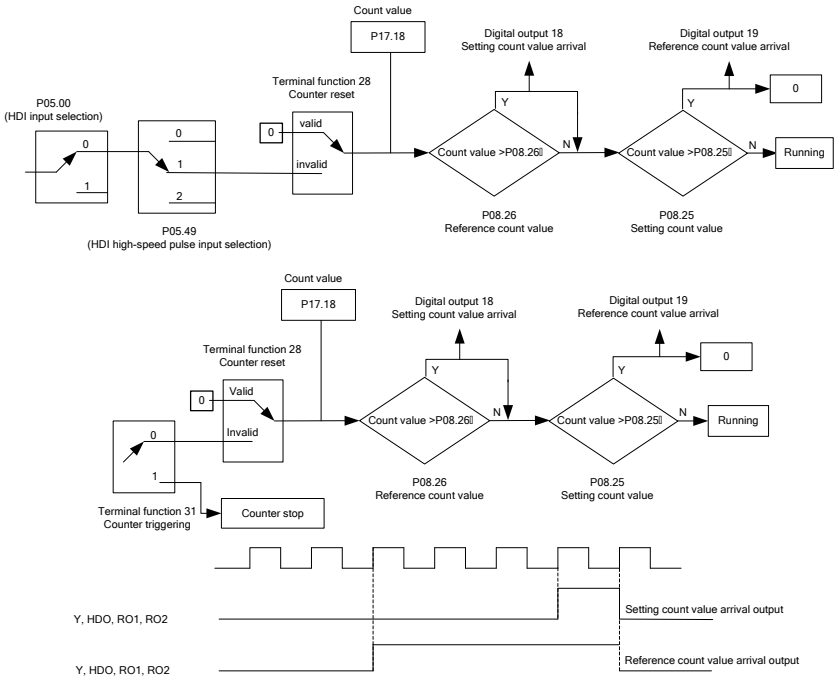 Count value
P17.18
Digital output 18
Setting count value arrival
Digital output 19
Reference count value arrival
Terminal function 28
Counter reset
P05.00
(HDI input selection)
0
1
0
1
2
P05.49
(HDI high-speed pulse input selection)
0
valid
invalid
Y
Count value >P08.26
N
P08.26
Reference count value
Y
0
Count value >P08.25
N
Running
P08.25
Setting count value
Count value
P17.18
Digital output 18
Setting count value arrival
Digital output 19
Reference count value arrival
Terminal function 28
Counter reset
0
Valid
Invalid
0
1
Terminal function 31
Counter triggering
Counter stop
Y
Count value >P08.26
N
P08.26
Reference count value
Y
0
Count value >P08.25
N
Running
P08.25
Setting count value
Y, HDO, RO1, RO2
Setting count value arrival output
Y, HDO, RO1, RO2
Reference count value arrival output